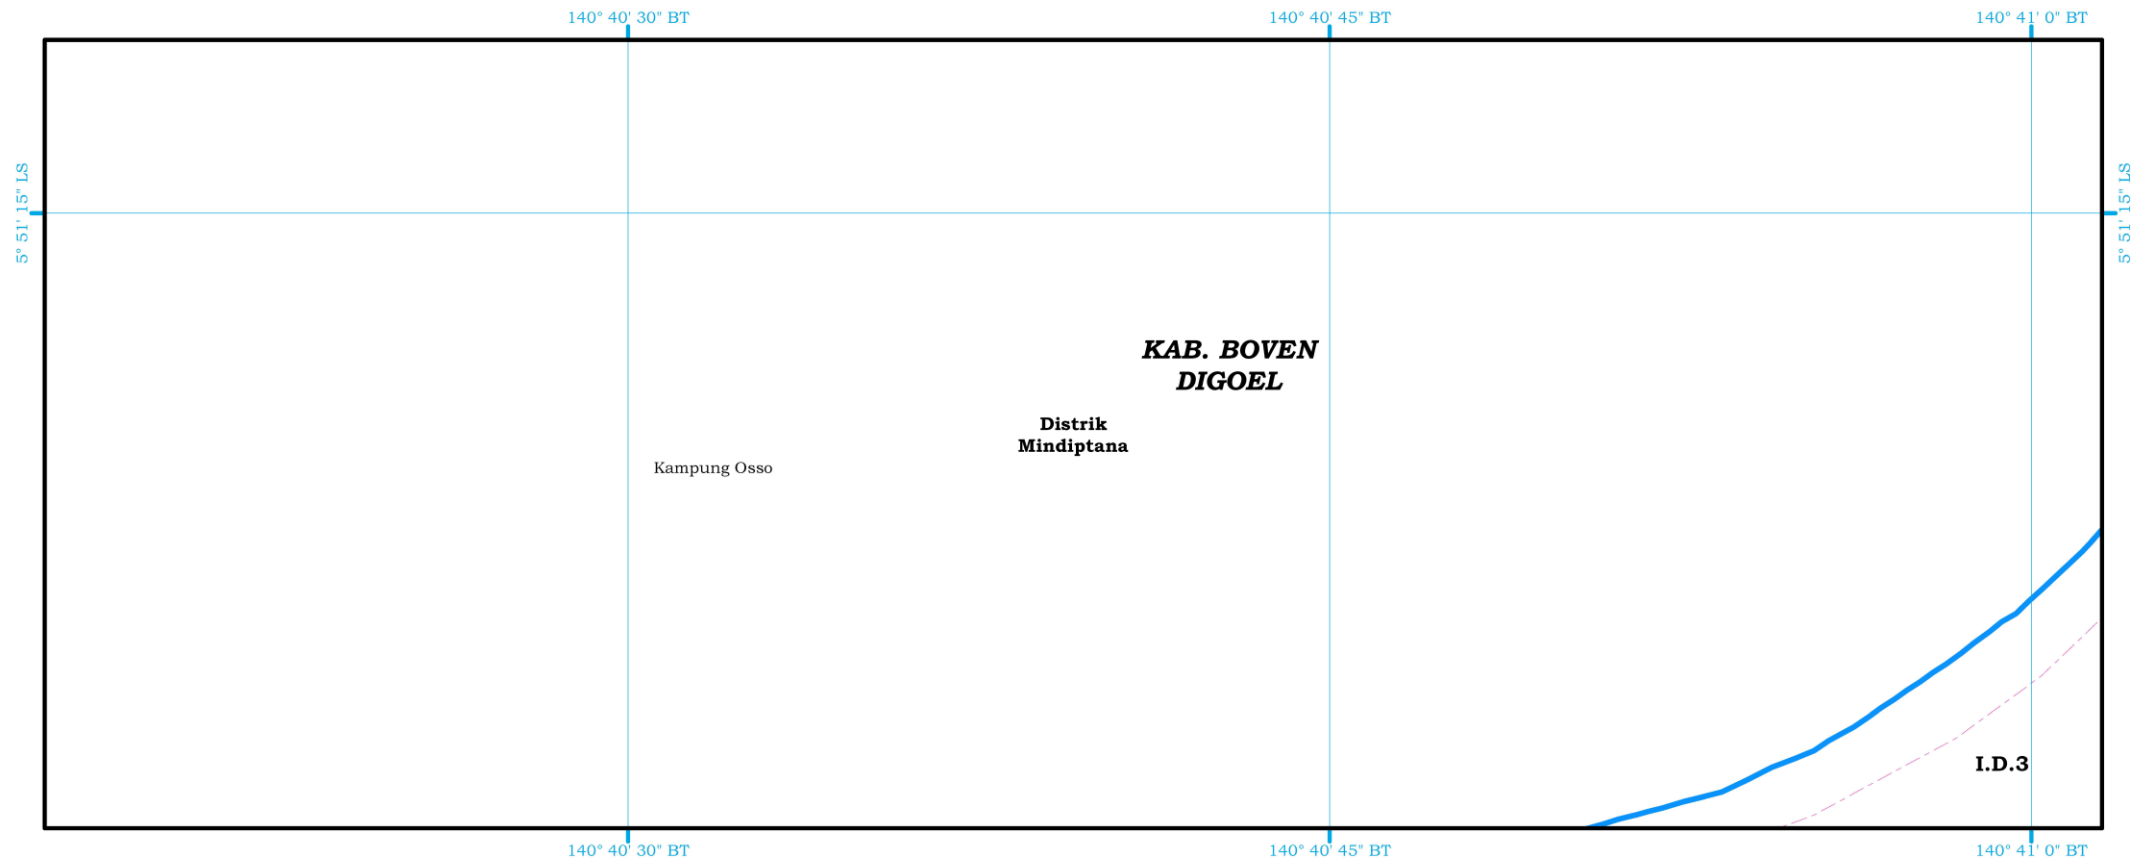 140° 40' 30" BT
140° 40' 45" BT
140° 41' 0" BT
5° 51' 15" LS
5° 51' 15" LS
KAB. BOVEN
DIGOEL
Distrik
Mindiptana
Kampung Osso
I.D.3
140° 40' 30" BT
140° 40' 45" BT
140° 41' 0" BT